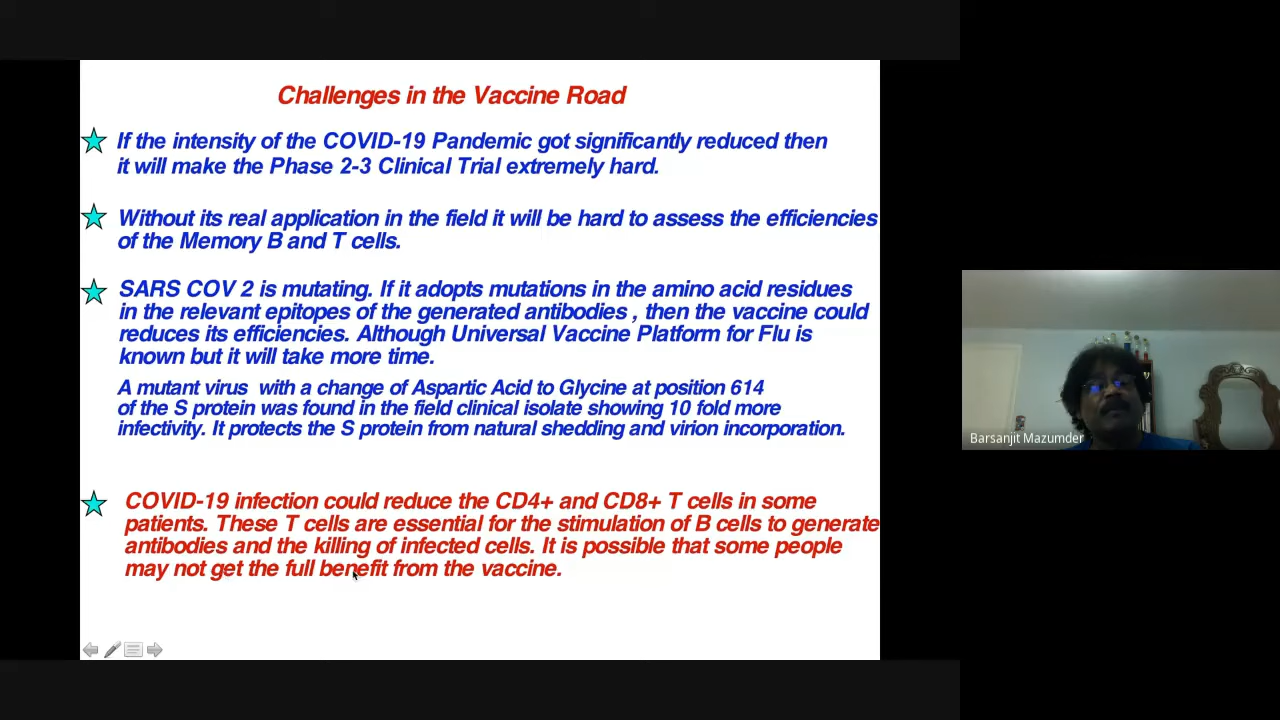 Challenges in the Vaccine Road
If the intensity of the COVID-19 Pandemic got significantly reduced then
it will make the Phase 2-3 Clinical Trial extremely hard.
Without its real application in the field it will be hard to assess the efficiencies
of the Memory B and T cells.
SARS COV 2 is mutating. If it adopts mutations in the amino acid residues
in the relevant epitopes of the generated antibodies , then the vaccine could
reduces its efficiencies. Although Universal Vaccine Platform for Flu is
known but it will take more time.
A mutant virus with a change of Aspartic Acid to Glycine at position 614
of the S protein was found in the field clinical isolate showing 10 fold more
infectivity. It protects the S protein from natural shedding and virion incorporation.
COVID-19 infection could reduce the CD4+ and CD8+ T cells in some
patients. These T cells are essential for the stimulation of B cells to generate
antibodies and the killing of infected cells. It is possible that some people
may not get the full benefit from the vaccine.
Barsanjit Mazumder